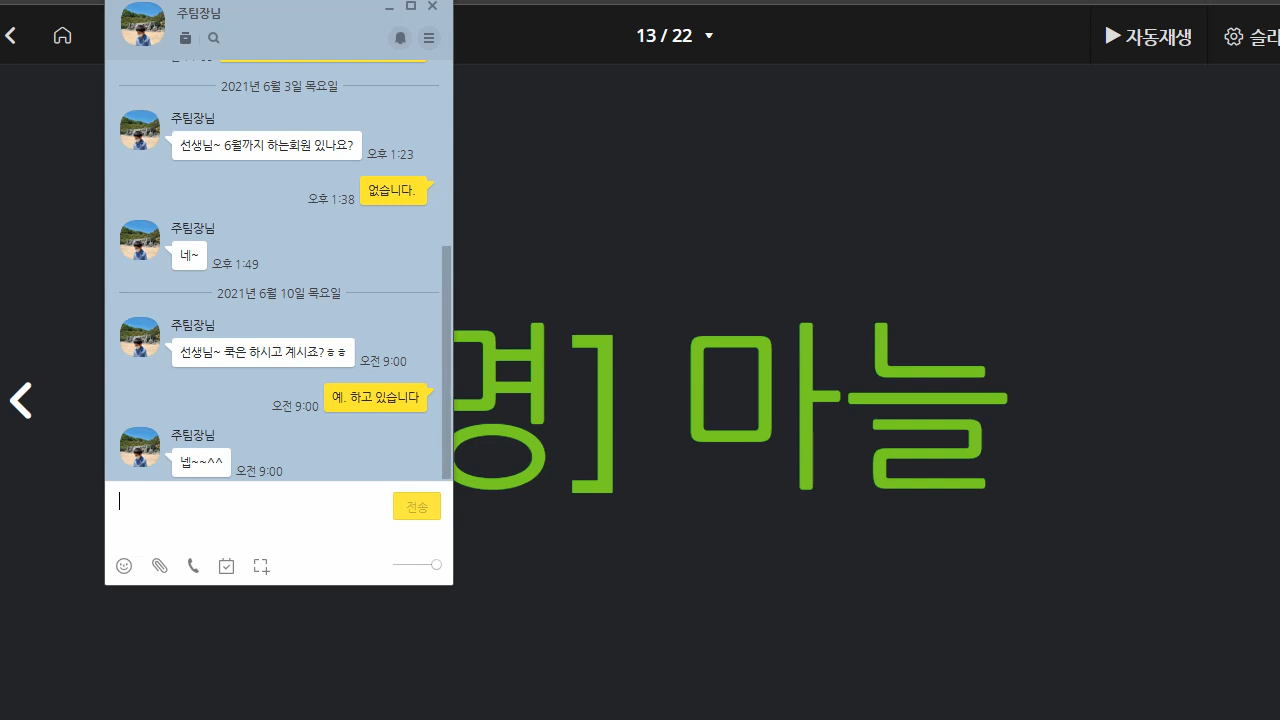 주팀장님
13 / 22
자동재생
2021년 6월 3일 목요일
주팀장님
선생님~ 6월까지 하는회원 있나요?
오후 1:23
오후 1:38
없습니다.
주팀장님
네~
오후 1:49
2021년 6월 10일 목요일
주팀장님
선생님~ 쿡은 하시고 계시죠? ㅎㅎ
오전 9:00
오전 9:00
예. 하고 있습니다
주팀장님
넵~~^^
오전 9:00
전송
명] 마늘